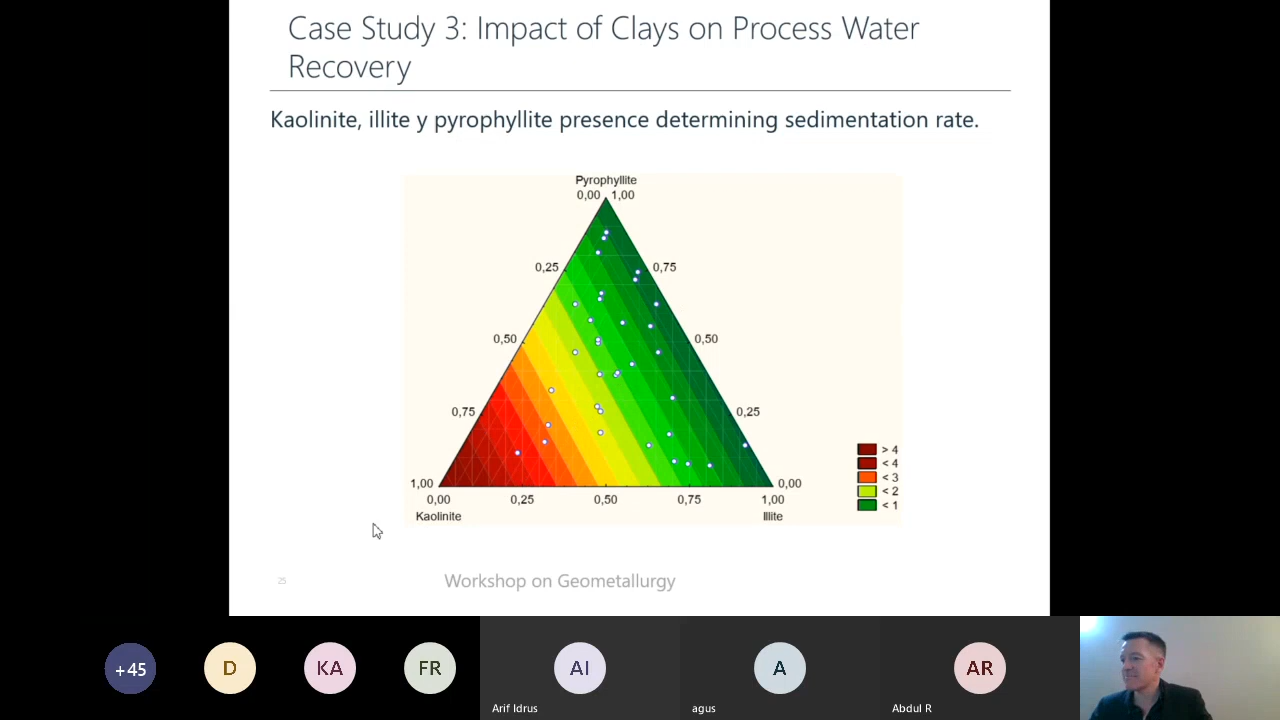 Case Study 3: Impact of Clays on Process Water
Recovery
Kaolinite, illite y pyrophyllite presence determining sedimentation rate.
Pyrophyllite
0,00 1,00
0,25 0,75
0,50 0,50
0,75 0,25
1,00 0,00
0,00 0,25 0,50 0,75 1,00
Kaolinite Illite
> 4
< 4
< 3
< 2
< 1
25 Workshop on Geometallurgy
+45 D KA FR AI A AR
Arif Idrus agus Abdul R